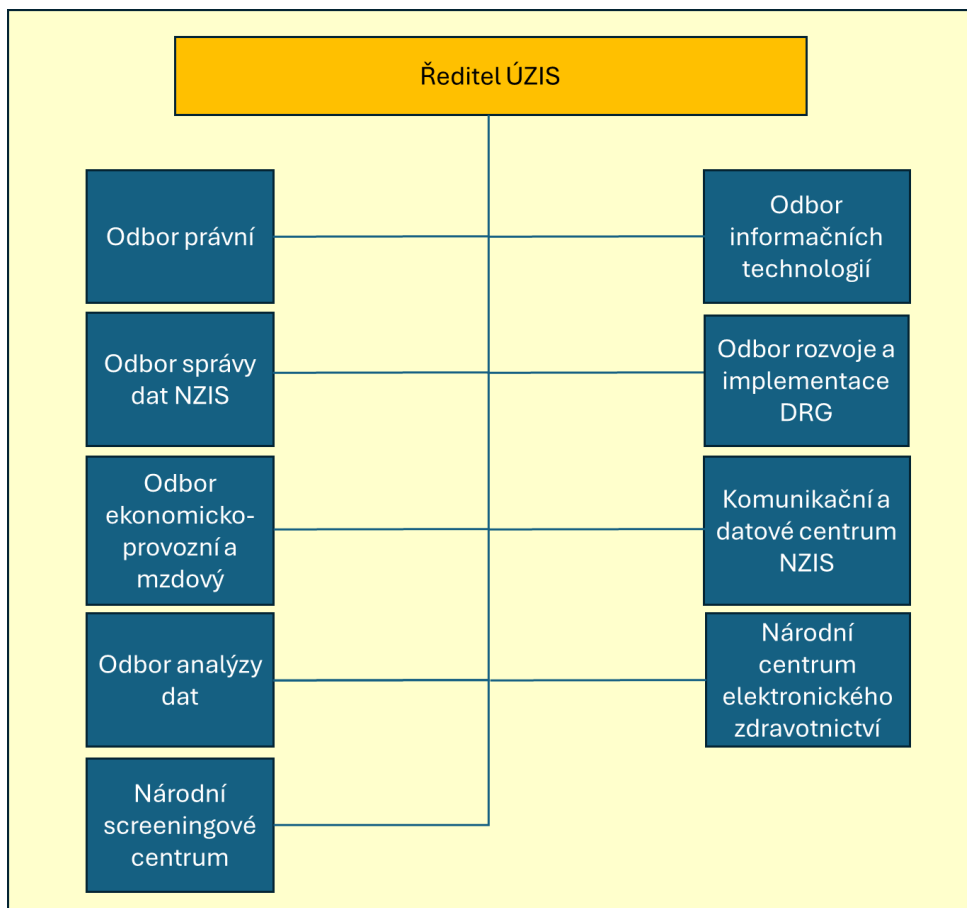 Ředitel ÚZIS
Odbor právní
Odbor
informačních
technologií
Odbor správy
dat NZIS
Odbor rozvoje a
implementace
DRG
Odbor
ekonomicko-
provozní a
mzdový
Komunikační a
datové centrum
NZIS
Odbor analýzy
dat
Národní
centrum
elektronického
zdravotnictví
Národní
screeningové
centrum